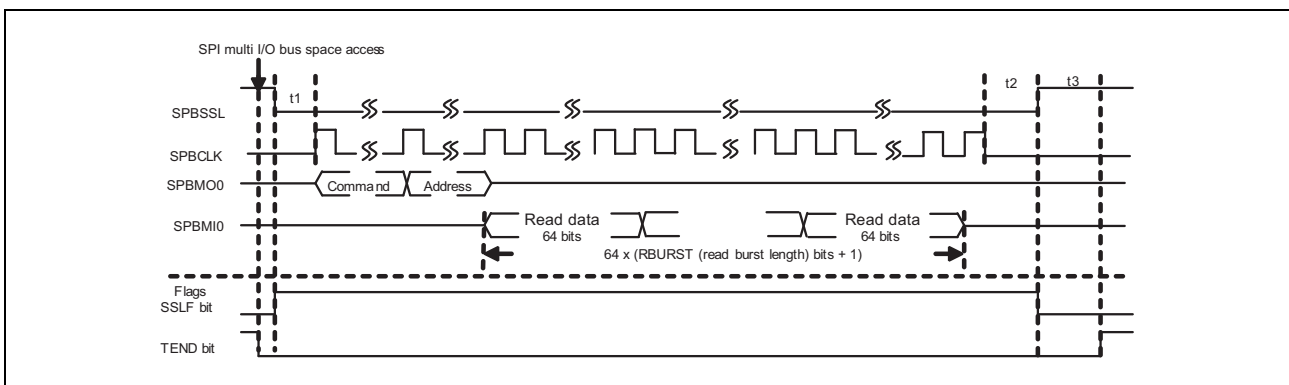 SPI multi I/O bus space access
t1
t2
t3
SPBSSL
SPBCLK
SPBMO0
Command
Address
SPBMI0
Read data
64 bits
Read data
64 bits
64 x (RBURST (read burst length) bits + 1)
Flags
SSLF bit
TEND bit